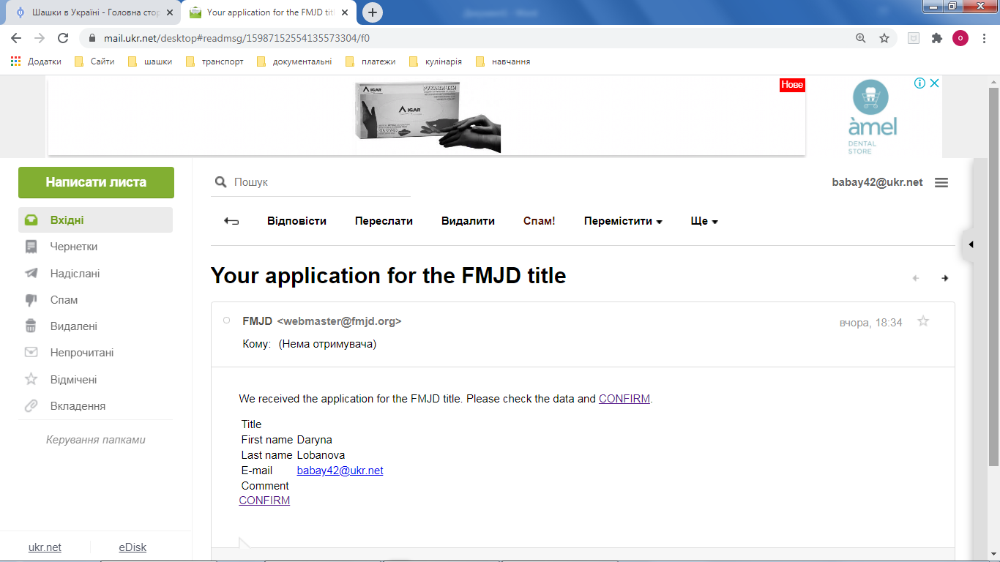 Шашки в Україні - Головна стор
Your application for the FMJD titl
mail.ukr.net/desktop#readmsg/15987152554135573304/f0
о
Додатки Сайти шашки транспорт документальні платежи кулінарія навчання
AIGAR
РУКАВИЧКИ
AIGAR
GLOVES
Нове
àmel
DENTAL
STORE
Написати листа
Пошук
babay42@ukr.net
Вхідні
Чернетки
Надіслані
Спам
Видалені
Непрочитані
Відмічені
Вкладення
Керування папками
ukr.net eDisk
Відповісти Переслати Видалити Спам! Перемістити Ще
Your application for the FMJD title
FMJD <webmaster@fmjd.org>
вчора, 18:34
Кому: (Нема отримувача)
We received the application for the FMJD title. Please check the data and CONFIRM.
Title
First name Daryna
Last name Lobanova
E-mail babay42@ukr.net
Comment
CONFIRM